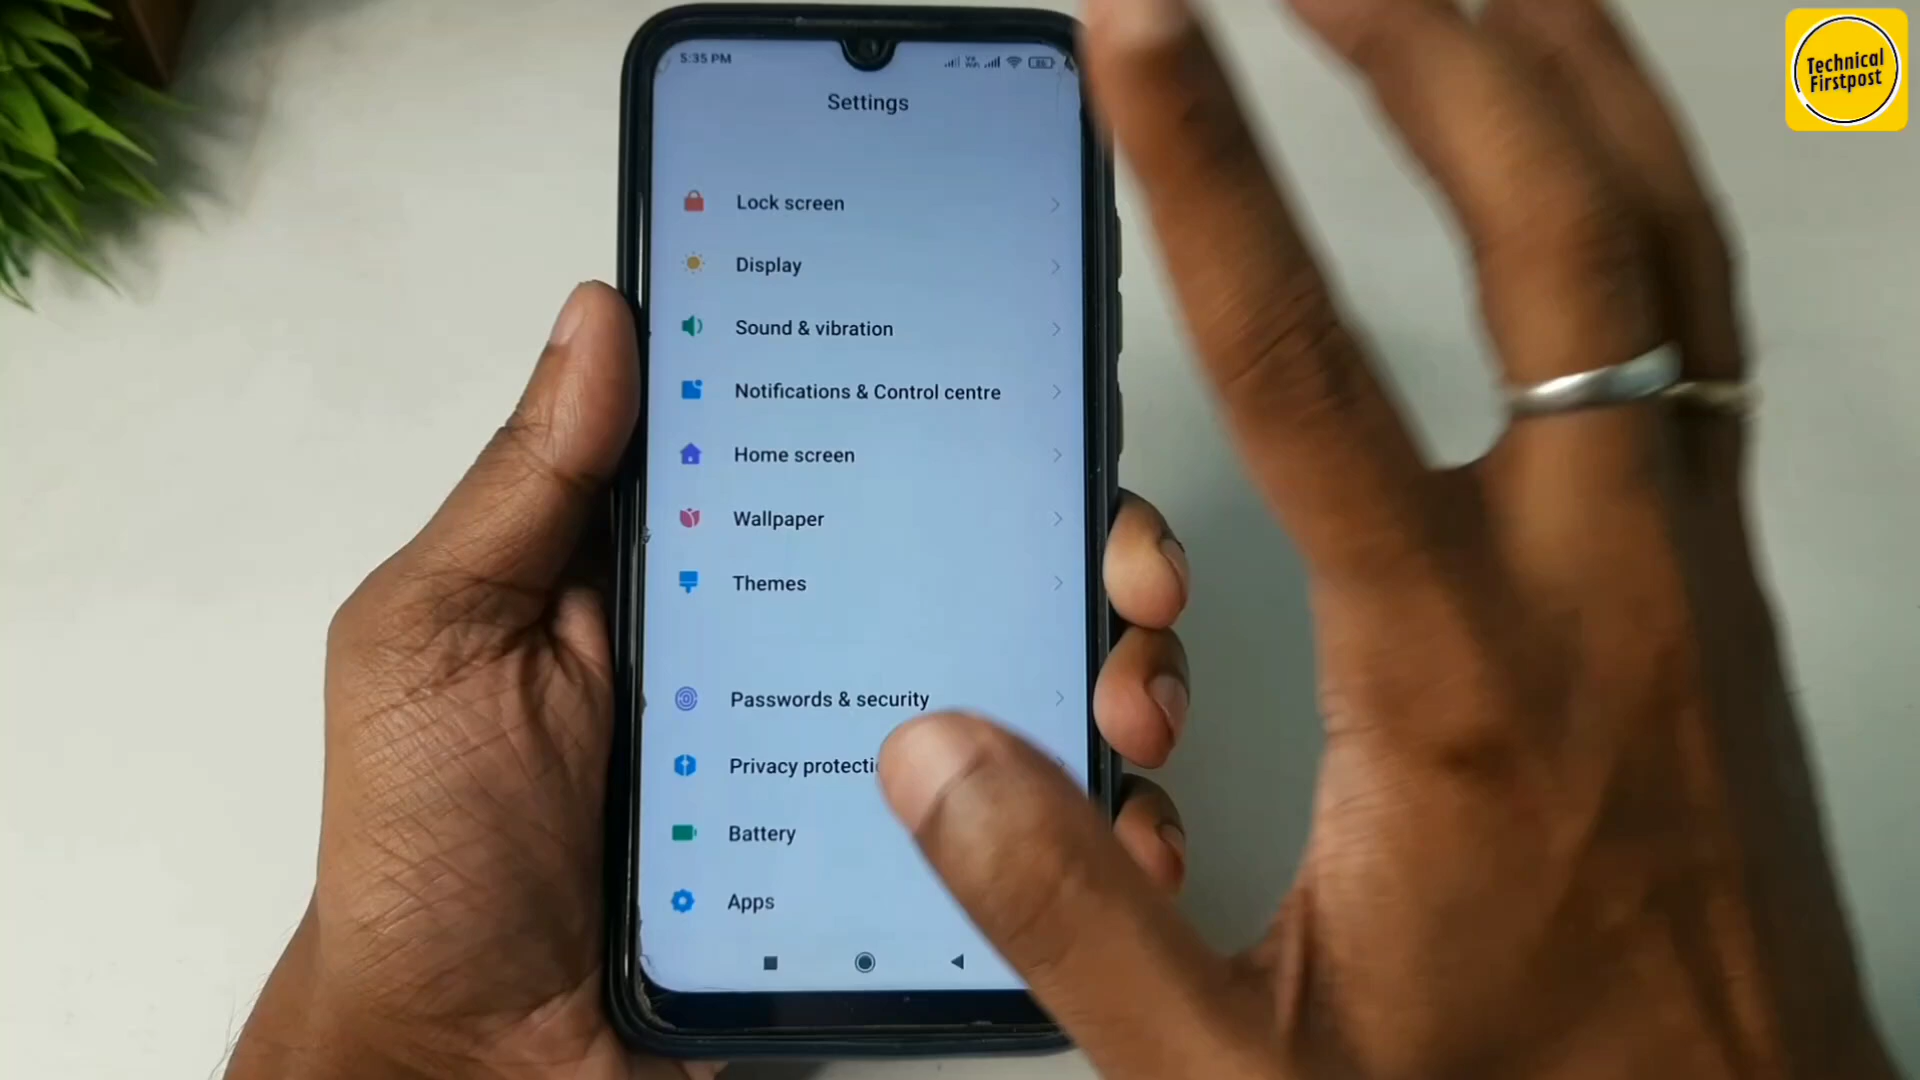 5:35 PM
Settings
Lock screen
Display
Sound & vibration
Notifications & Control centre
Home screen
Wallpaper
Themes
Passwords & security
Privacy protecti
Battery
Apps
Technical
Firstpost